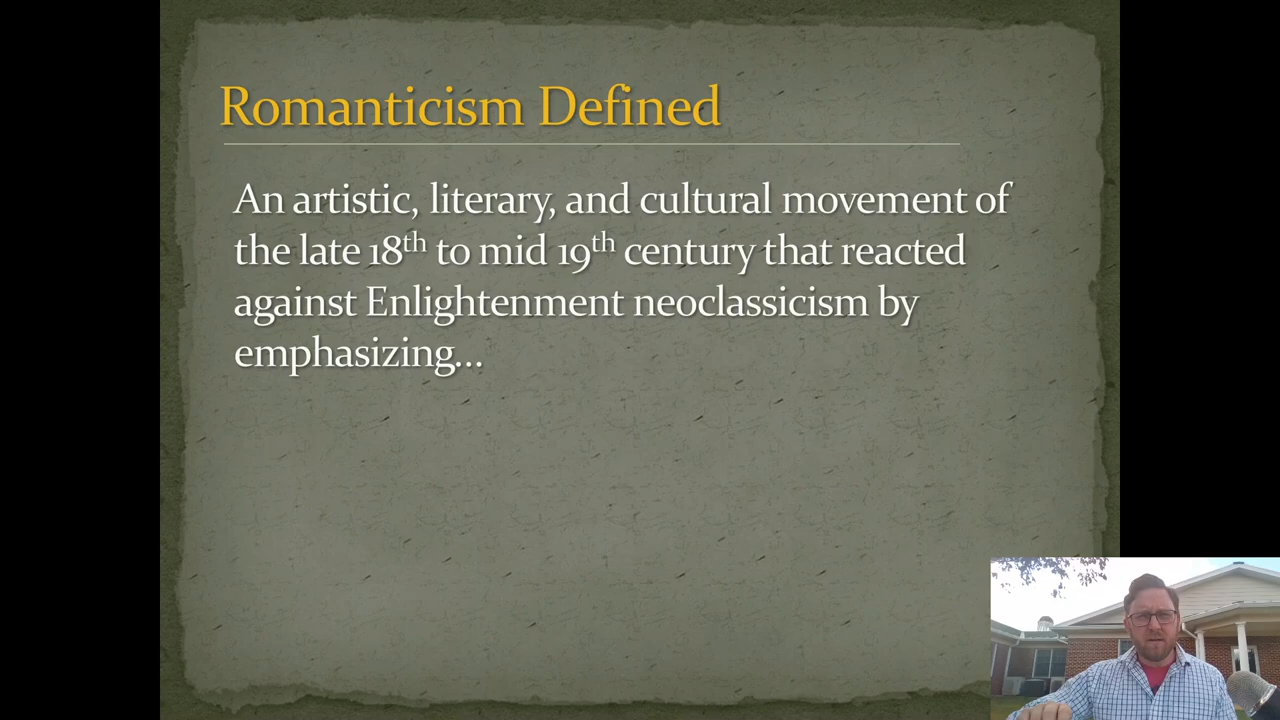 Romanticism Defined
An artistic, literary, and cultural movement of
the late 18th to mid 19th century that reacted
against Enlightenment neoclassicism by
emphasizing…